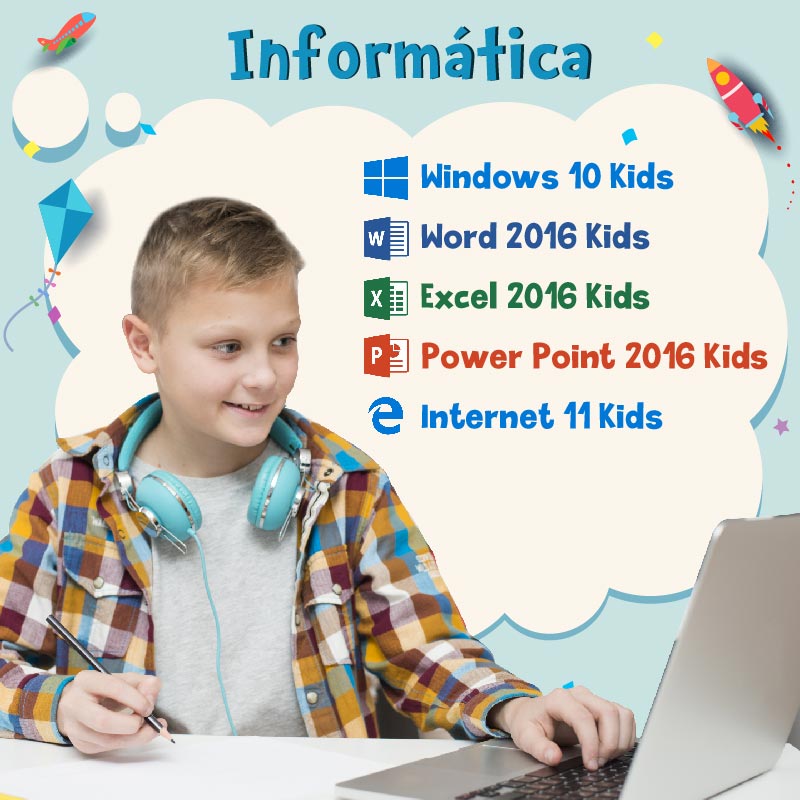 Informática
Windows 10 Kids
W Word 2016 Kids
X Excel 2016 Kids
P Power Point 2016 Kids
Internet 11 Kids